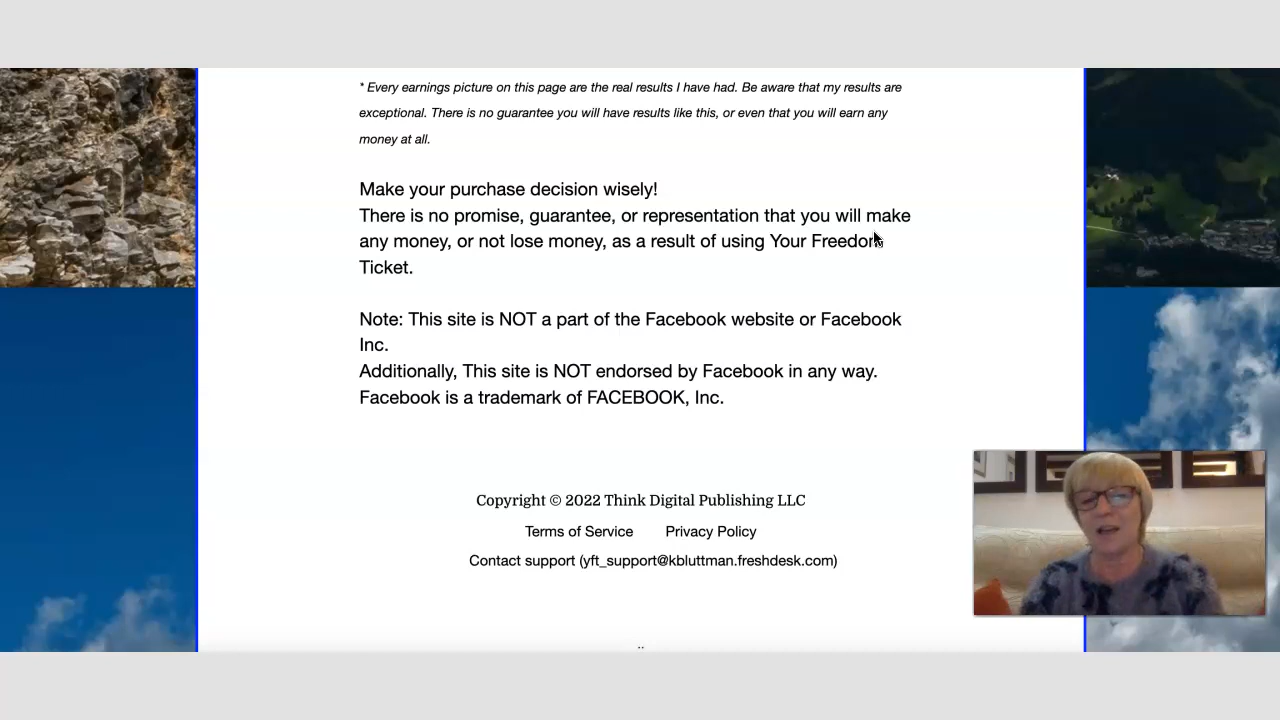 * Every earnings picture on this page are the real results I have had. Be aware that my results are
exceptional. There is no guarantee you will have results like this, or even that you will earn any
money at all.
Make your purchase decision wisely!
There is no promise, guarantee, or representation that you will make
any money, or not lose money, as a result of using Your Freedom
Ticket.
Note: This site is NOT a part of the Facebook website or Facebook
Inc.
Additionally, This site is NOT endorsed by Facebook in any way.
Facebook is a trademark of FACEBOOK, Inc.
Copyright © 2022 Think Digital Publishing LLC
Terms of Service Privacy Policy
Contact support (yft_support@kbluttman.freshdesk.com)